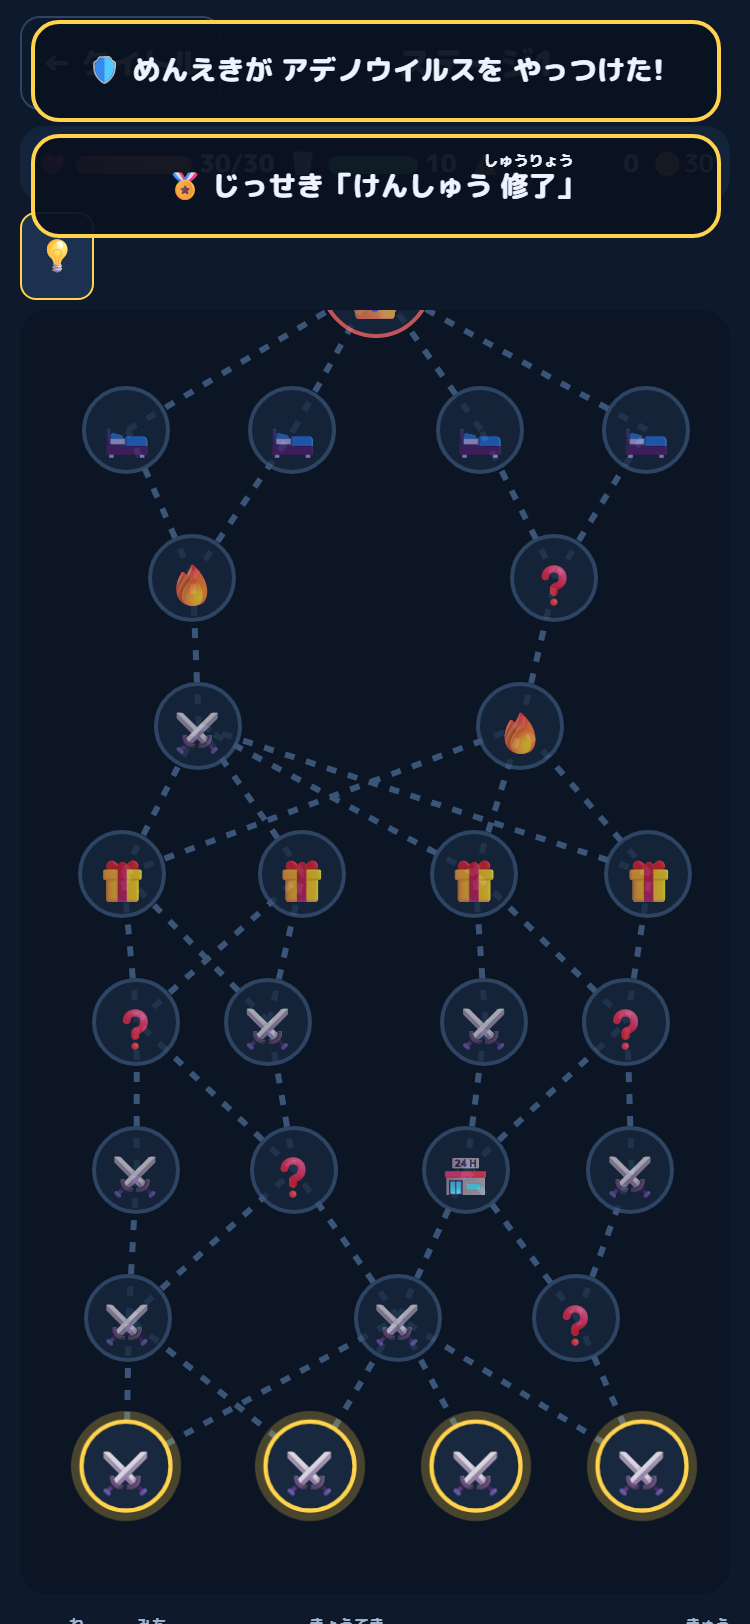 🛡️ めんえきが アデノウイルスを やっつけた!
しゅうりょう
🏅 じっせき「けんしゅう 修了」
30/30 10 0 30
24 H